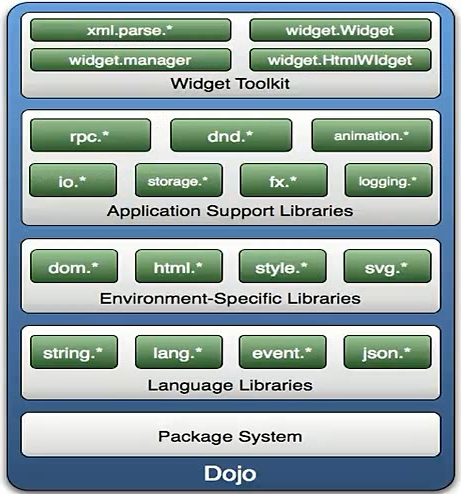 xml.parse.* widget.Widget
widget.manager widget.HtmlWIdget
Widget Toolkit
rpc.* dnd.* animation.*
io.* storage.* fx.* logging.*
Application Support Libraries
dom.* html.* style.* svg.*
Environment-Specific Libraries
string.* lang.* event.* json.*
Language Libraries
Package System
Dojo